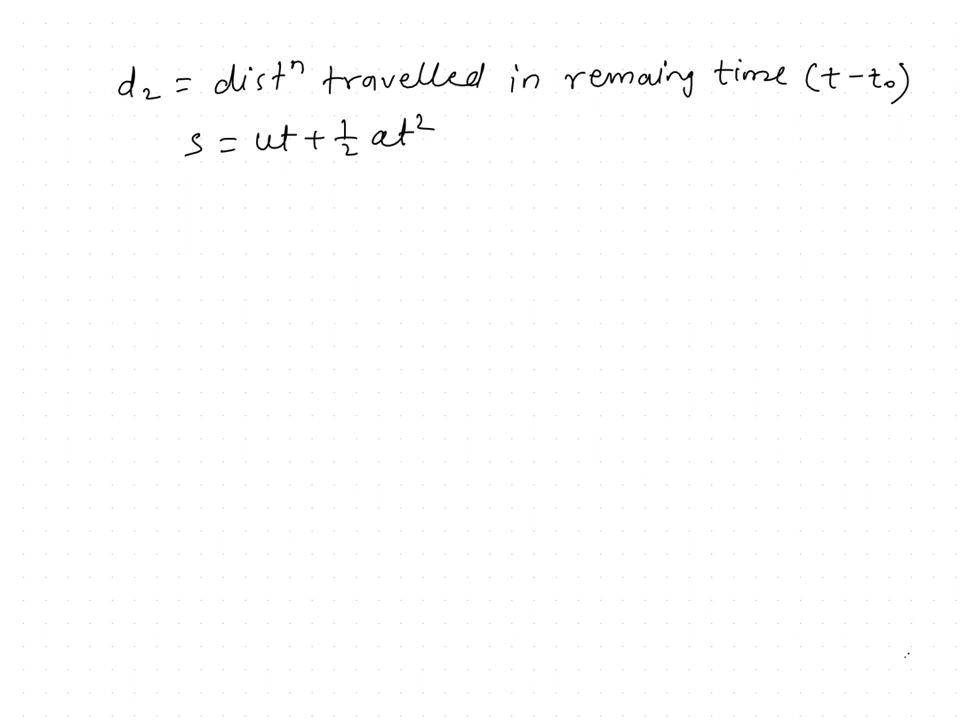 d₂ = distⁿ travelled in remaing time (t-t₀)
s = ut + ½ at²